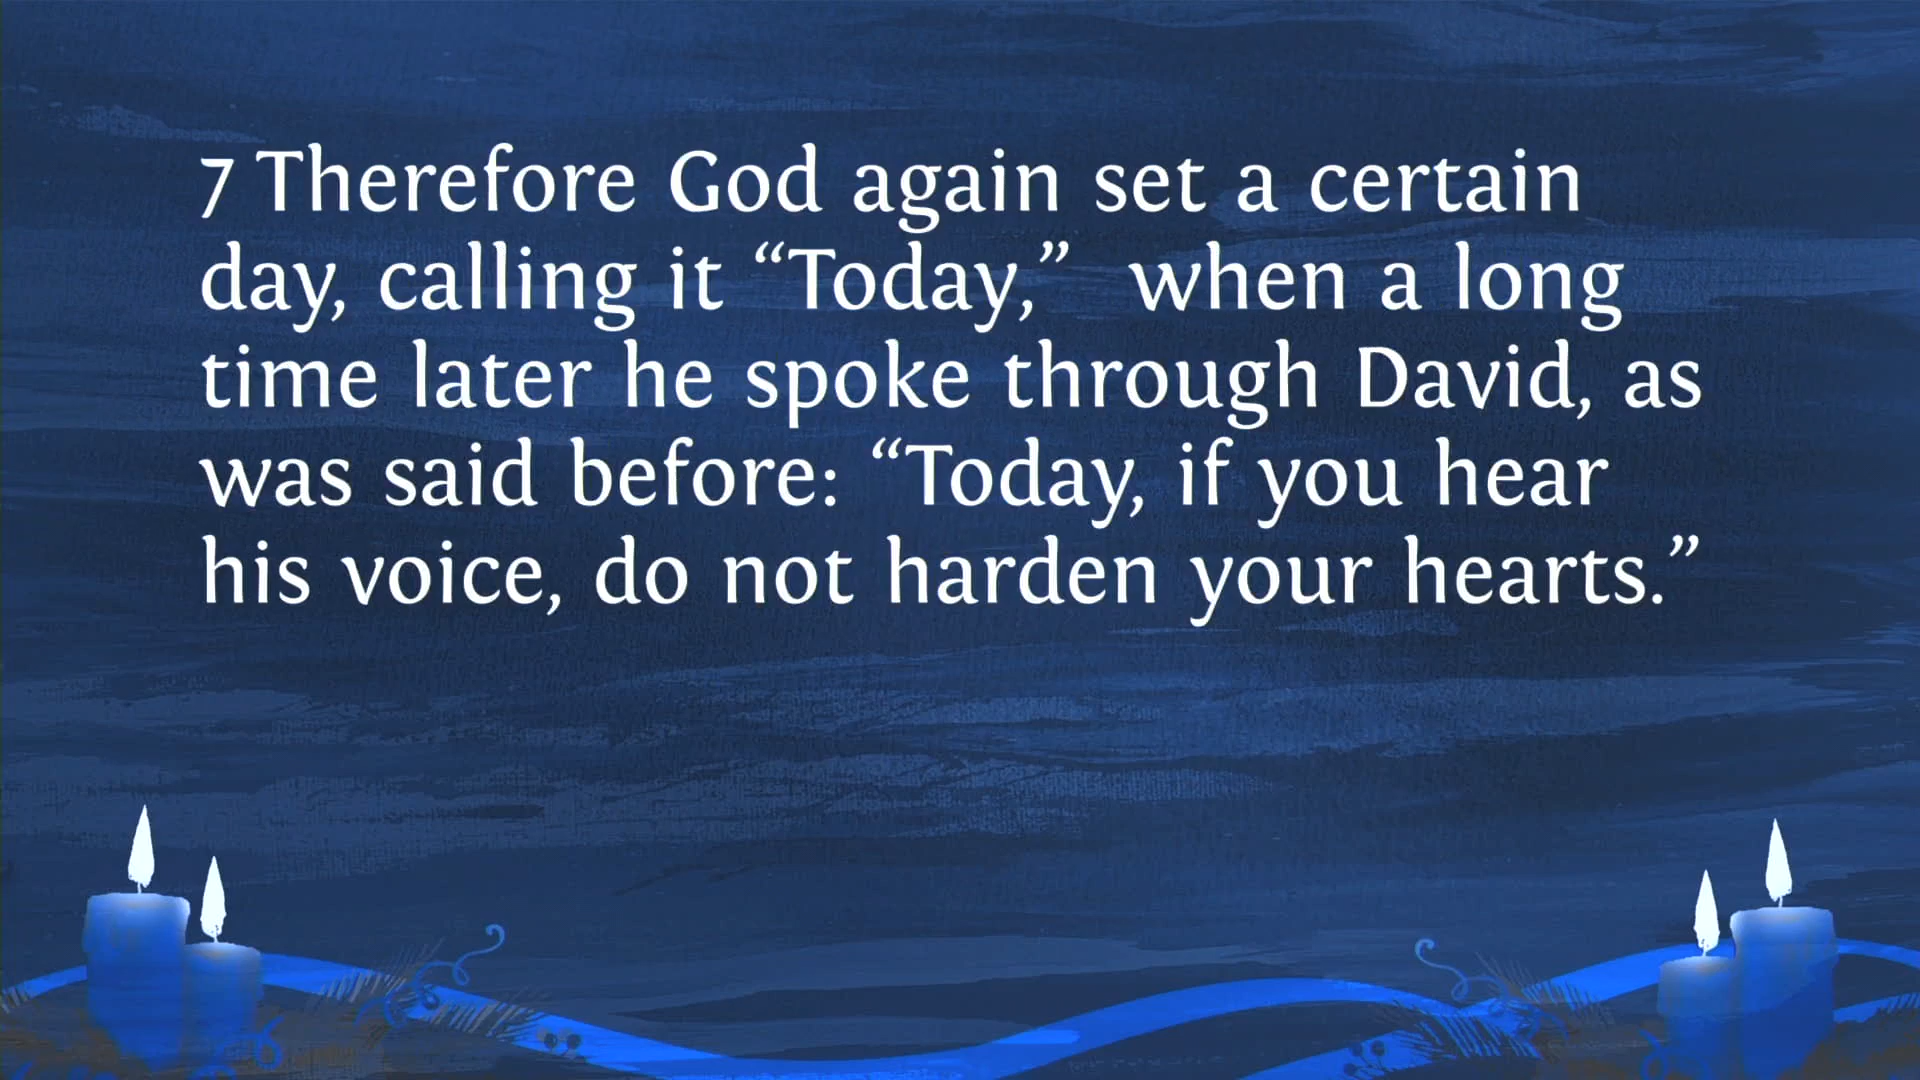 7 Therefore God again set a certain
day, calling it “Today,” when a long
time later he spoke through David, as
was said before: “Today, if you hear
his voice, do not harden your hearts.”